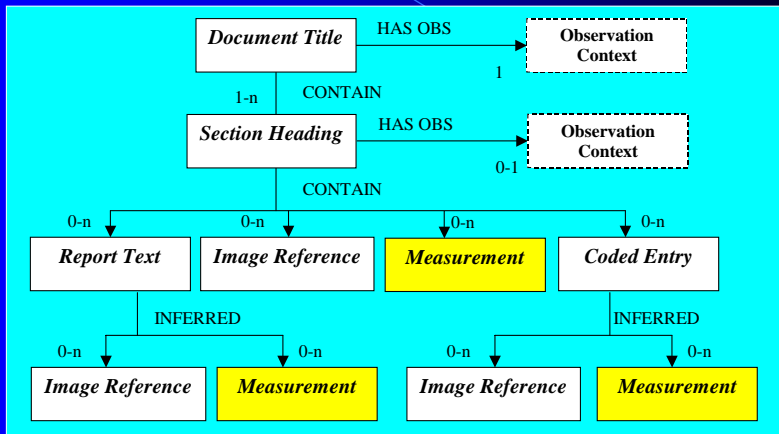 Document Title
HAS OBS
Observation
Context
1
1-n
CONTAIN
Section Heading
HAS OBS
Observation
Context
0-1
CONTAIN
0-n
0-n
0-n
0-n
Report Text
Image Reference
Measurement
Coded Entry
INFERRED
INFERRED
0-n
0-n
0-n
0-n
Image Reference
Measurement
Image Reference
Measurement